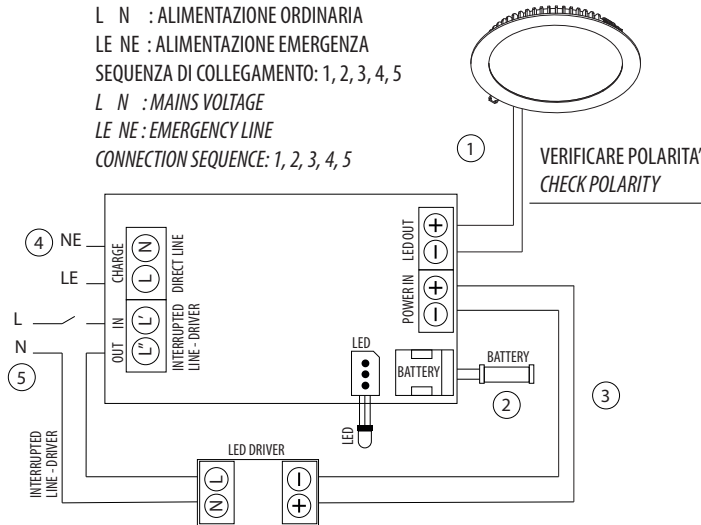 L N : ALIMENTAZIONE ORDINARIA
LE NE : ALIMENTAZIONE EMERGENZA
SEQUENZA DI COLLEGAMENTO: 1, 2, 3, 4, 5
L N : MAINS VOLTAGE
LE NE : EMERGENCY LINE
CONNECTION SEQUENCE: 1, 2, 3, 4, 5
1
VERIFICARE POLARITA'
CHECK POLARITY
4 NE
LE
L
N
5
CHARGE
N
L
DIRECT LINE
OUT IN
L'
L"
INTERRUPTED
LINE - DRIVER
LED OUT
+
−
POWER IN
+
−
LED
LED
BATTERY
BATTERY
2
3
INTERRUPTED
LINE - DRIVER
LED DRIVER
L
N
−
+